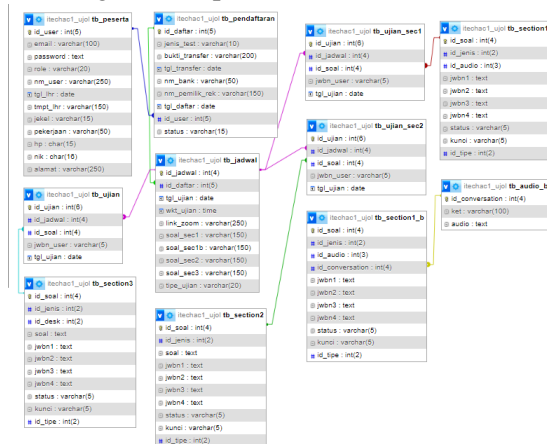 itechac1_ujol tb_peserta
id_user : int(5)
email : varchar(100)
password : text
role : varchar(20)
nm_user : varchar(250)
tgl_lhr : date
tmpt_lhr : varchar(150)
jekel : char(15)
pekerjaan : varchar(50)
hp : char(15)
nik : char(16)
alamat : varchar(250)
itechac1_ujol tb_pendaftaran
id_daftar : int(5)
jenis_test : varchar(10)
bukti_transfer : varchar(200)
tgl_transfer : date
nm_bank : varchar(50)
nm_pemilik_rek : varchar(150)
tgl_daftar : date
id_user : int(5)
status : varchar(15)
itechac1_ujol tb_ujian_sec1
id_ujian : int(6)
id_jadwal : int(4)
id_soal : int(4)
jwbn_user : varchar(5)
tgl_ujian : date
itechac1_ujol tb_section1
id_soal : int(4)
id_jenis : int(2)
id_audio : int(3)
jwbn1 : text
jwbn2 : text
jwbn3 : text
jwbn4 : text
status : varchar(5)
kunci : varchar(5)
id_tipe : int(2)
itechac1_ujol tb_ujian_sec2
id_ujian : int(6)
id_jadwal : int(4)
id_soal : int(4)
jwbn_user : varchar(5)
tgl_ujian : date
itechac1_ujol tb_jadwal
id_jadwal : int(4)
id_daftar : int(5)
tgl_ujian : date
wkt_ujian : time
link_zoom : varchar(250)
soal_sec1 : varchar(150)
soal_sec1b : varchar(150)
soal_sec2 : varchar(150)
soal_sec3 : varchar(150)
tipe_ujian : varchar(20)
itechac1_ujol tb_ujian
id_ujian : int(6)
id_jadwal : int(4)
id_soal : int(4)
jwbn_user : varchar(5)
tgl_ujian : date
itechac1_ujol tb_audio_b
id_conversation : int(4)
ket : varchar(100)
audio : text
itechac1_ujol tb_section1_b
id_soal : int(4)
id_jenis : int(2)
id_audio : int(3)
id_conversation : int(4)
jwbn1 : text
jwbn2 : text
jwbn3 : text
jwbn4 : text
status : varchar(5)
kunci : varchar(5)
id_tipe : int(2)
itechac1_ujol tb_section3
id_soal : int(4)
id_jenis : int(2)
id_desk : int(2)
soal : text
jwbn1 : text
jwbn2 : text
jwbn3 : text
jwbn4 : text
status : varchar(5)
kunci : varchar(5)
id_tipe : int(2)
itechac1_ujol tb_section2
id_soal : int(4)
id_jenis : int(2)
soal : text
jwbn1 : text
jwbn2 : text
jwbn3 : text
jwbn4 : text
status : varchar(5)
kunci : varchar(5)
id_tipe : int(2)